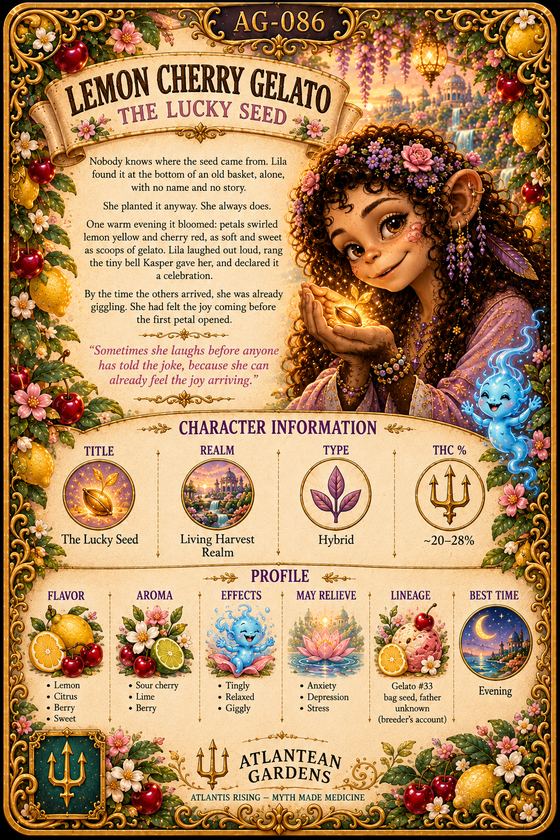 AG-086
LEMON CHERRY GELATO
THE LUCKY SEED
Nobody knows where the seed came from. Lila
found it at the bottom of an old basket, alone,
with no name and no story.
She planted it anyway. She always does.
One warm evening it bloomed: petals swirled
lemon yellow and cherry red, as soft and sweet
as scoops of gelato. Lila laughed out loud, rang
the tiny bell Kasper gave her, and declared it
a celebration.
By the time the others arrived, she was already
giggling. She had felt the joy coming before
the first petal opened.
“Sometimes she laughs before anyone
has told the joke, because she can
already feel the joy arriving.”
CHARACTER INFORMATION
TITLE
The Lucky Seed
REALM
Living Harvest
Realm
TYPE
Hybrid
THC %
~20–28%
PROFILE
FLAVOR
• Lemon
• Citrus
• Berry
• Sweet
AROMA
• Sour cherry
• Lime
• Berry
EFFECTS
• Tingly
• Relaxed
• Giggly
MAY RELIEVE
• Anxiety
• Depression
• Stress
LINEAGE
Gelato #33
bag seed, father
unknown
(breeder's account)
BEST TIME
Evening
ATLANTEAN
GARDENS
ATLANTIS RISING – MYTH MADE MEDICINE